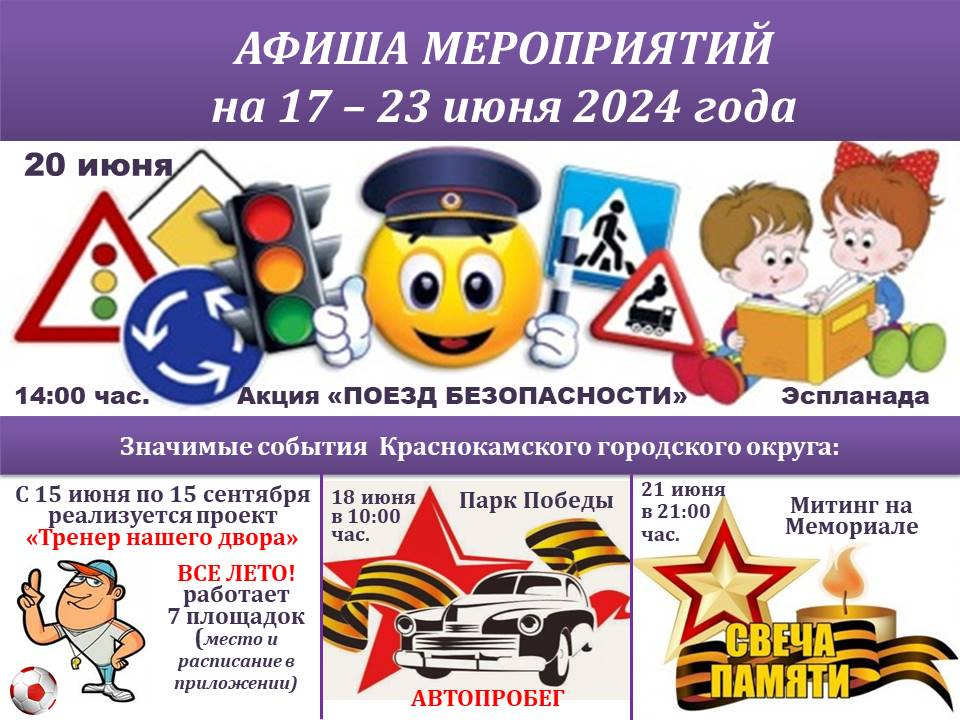 АФИША МЕРОПРИЯТИЙ
на 17 – 23 июня 2024 года
20 июня
14:00 час.
Акция «ПОЕЗД БЕЗОПАСНОСТИ»
Эспланада
Значимые события Краснокамского городского округа:
С 15 июня по 15 сентября
реализуется проект
«Тренер нашего двора»
ВСЕ ЛЕТО!
работает
7 площадок
(место и
расписание в
приложении)
18 июня
в 10:00
час.
Парк Победы
АВТОПРОБЕГ
21 июня
в 21:00
час.
Митинг на
Мемориале
СВЕЧА
ПАМЯТИ